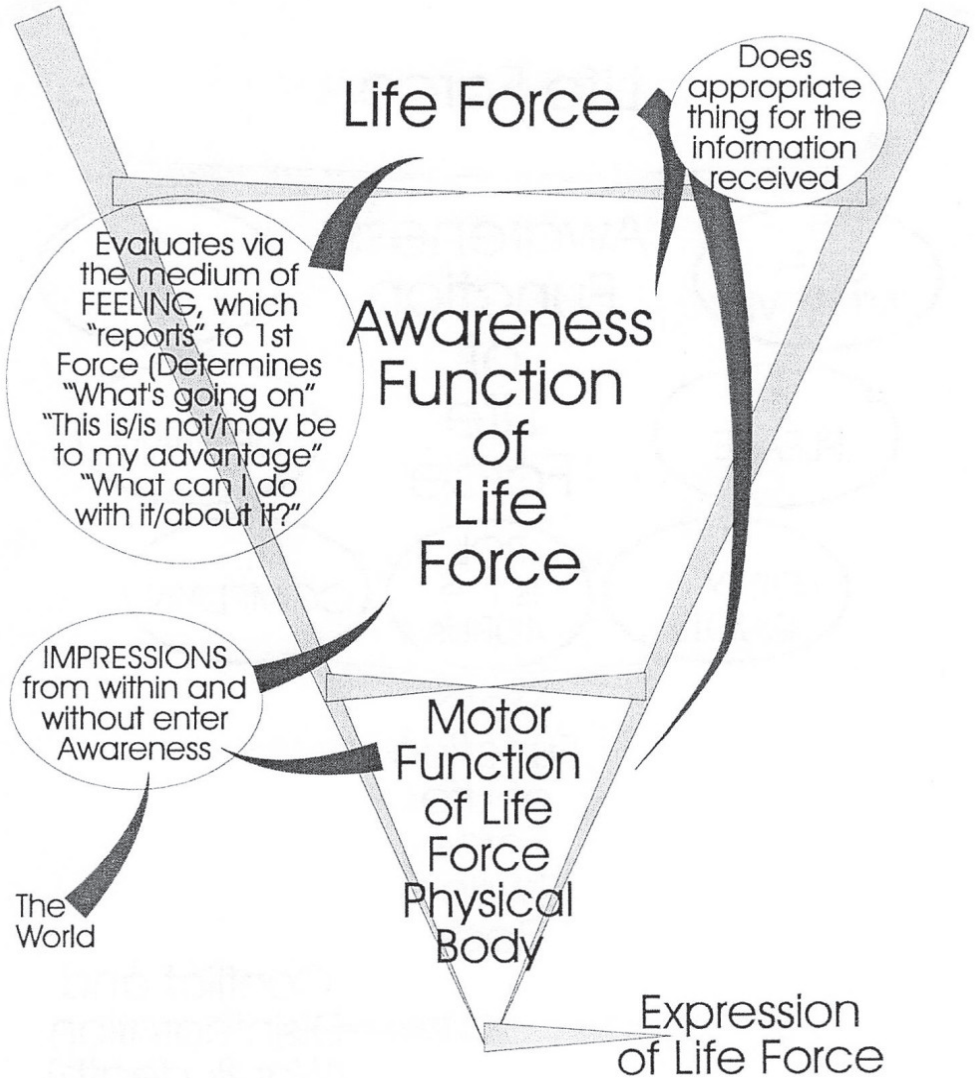 Life Force
Does
appropriate
thing for the
information
received
Evaluates via
the medium of
FEELING, which
"reports" to 1st
Force (Determines
"What's going on"
"This is/is not/may be
to my advantage"
"What can I do
with it/about it?"
Awareness
Function
of
Life
Force
IMPRESSIONS
from within and
without enter
Awareness
Motor
Function
of Life
Force
Physical
Body
The
World
Expression
of Life Force